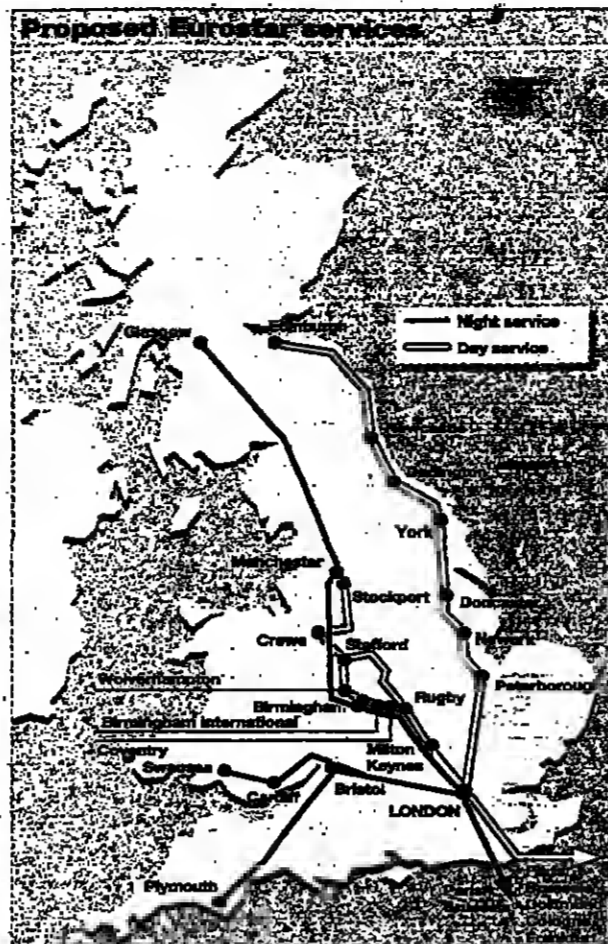 Proposed Eurostar services
Night service
Day service
Glasgow
Edinburgh
York
Manchester
Stockport
Doncaster
Crewe
Stafford
Newark
Wolverhampton
Peterborough
Birmingham
Rugby
Birmingham International
Coventry
Milton
Keynes
Swansea
Cardiff
Bristol
LONDON
Plymouth